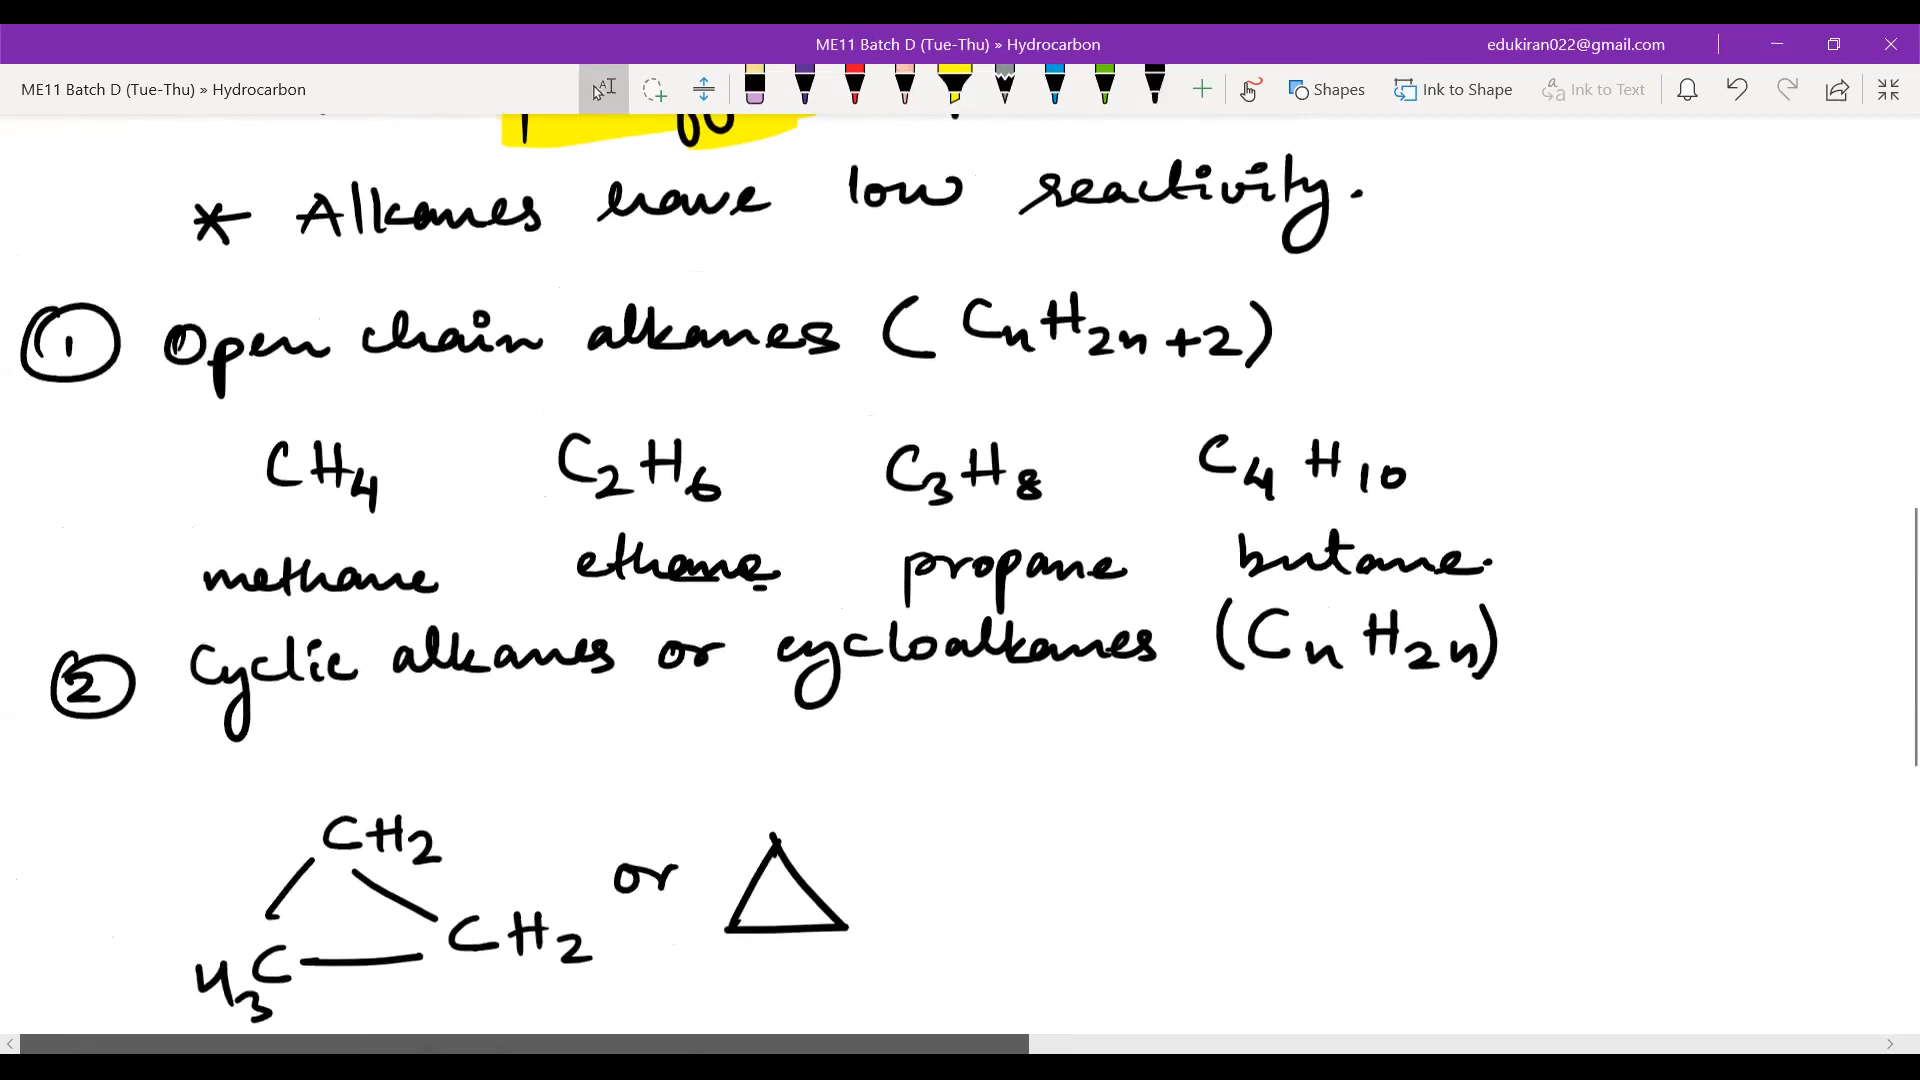 ME11 Batch D (Tue-Thu) » Hydrocarbon
edukiran022@gmail.com
ME11 Batch D (Tue-Thu) » Hydrocarbon
Shapes
Ink to Shape
Ink to Text
* Alkanes have low reactivity.
1 Open chain alkanes (CnH2n+2)
CH4 C2H6 C3H8 C4H10
methane ethane propane butane.
2 Cyclic alkanes or cycloalkanes (CnH2n)
CH2
or
H3C CH2